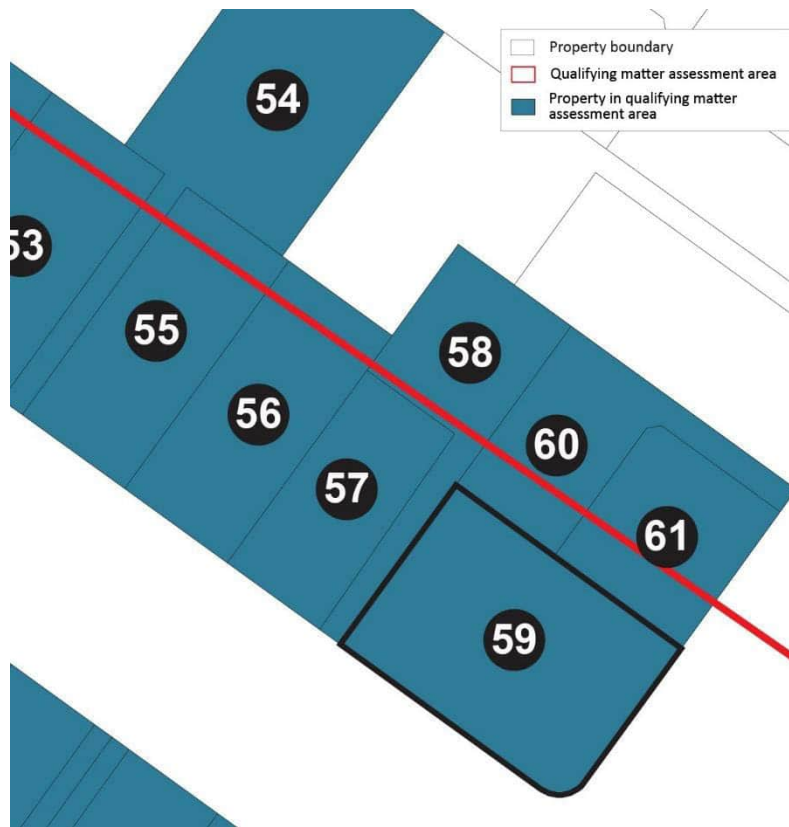 54
Property boundary
Qualifying matter assessment area
Property in qualifying matter
assessment area
53
55
58
56
60
57
61
59